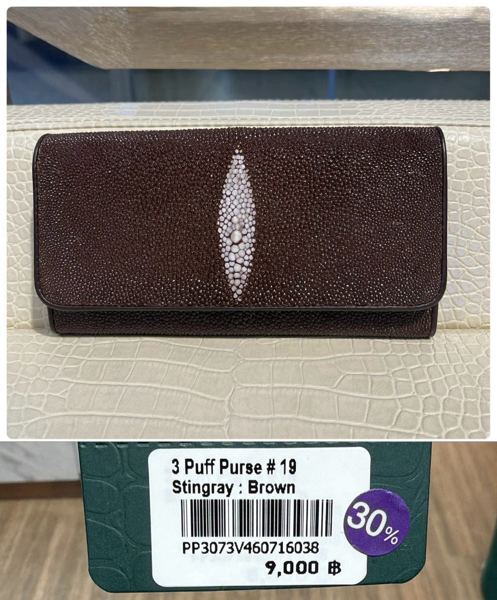 3 Puff Purse # 19
Stingray : Brown
30%
PP3073V460716038
9,000 ฿